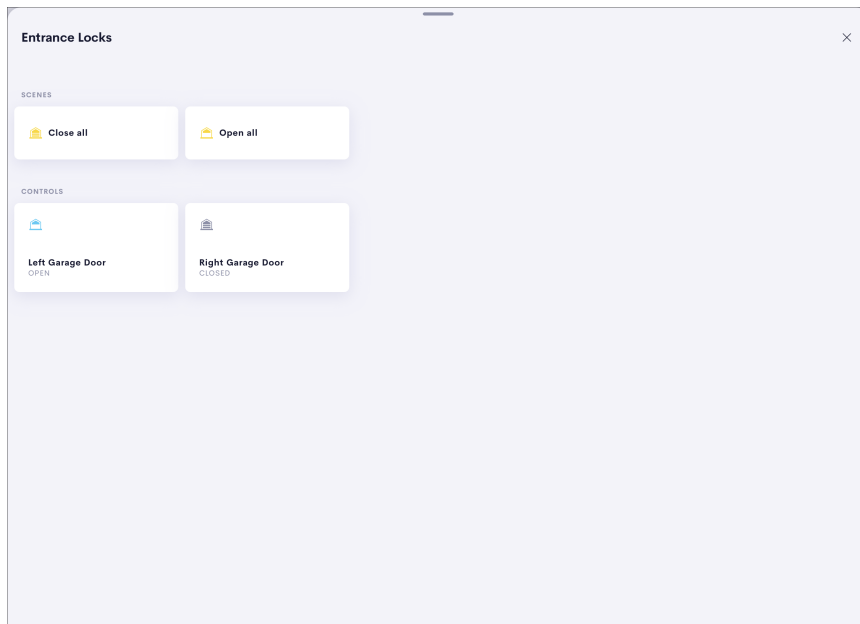 Entrance Locks
SCENES
Close all
Open all
CONTROLS
Left Garage Door
OPEN
Right Garage Door
CLOSED